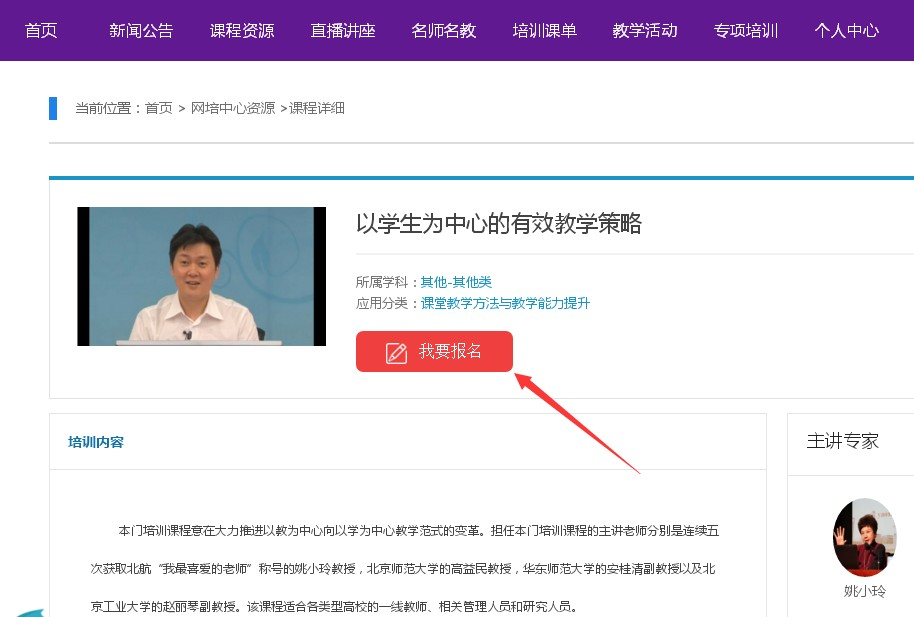 首页 新闻公告 课程资源 直播讲座 名师名教 培训课单 教学活动 专项培训 个人中心
当前位置：首页 > 网培中心资源 >课程详细
以学生为中心的有效教学策略
所属学科：其他-其他类
应用分类：课堂教学方法与教学能力提升
我要报名
培训内容
本门培训课程意在大力推进以教为中心向以学为中心教学范式的变革。担任本门培训课程的主讲老师分别是连续五
次获取北航“我最喜爱的老师”称号的姚小玲教授，北京师范大学的高益民教授，华东师范大学的安桂清副教授以及北
京工业大学的赵丽琴副教授。该课程适合各类型高校的一线教师、相关管理人员和研究人员。
主讲专家
姚小玲